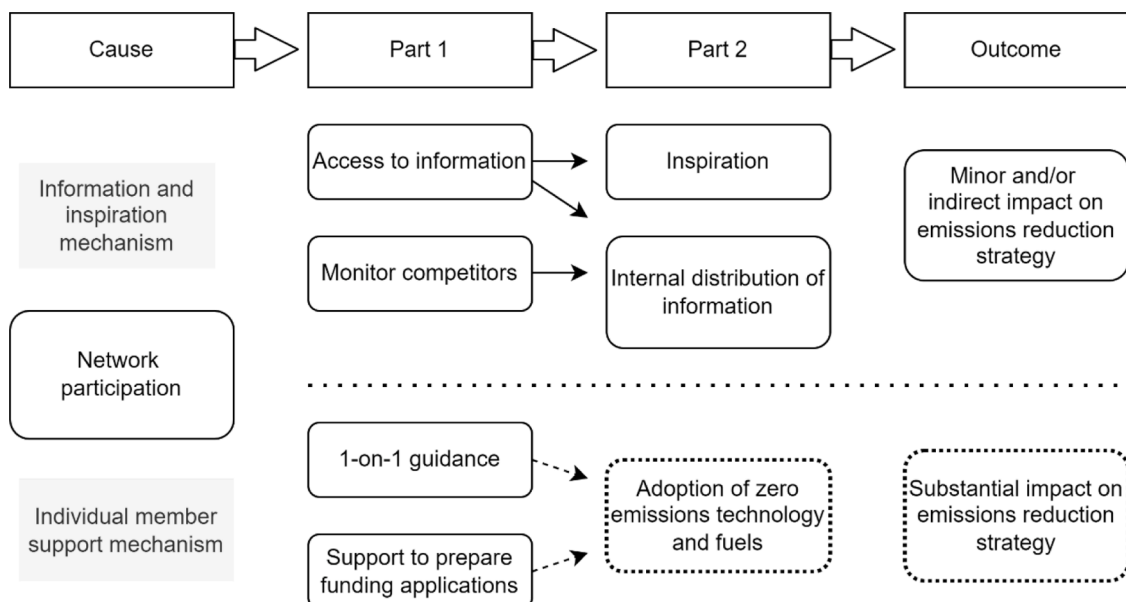 Cause
Part 1
Part 2
Outcome
Information and
inspiration
mechanism
Network
participation
Individual member
support mechanism
Access to information
Monitor competitors
1-on-1 guidance
Support to prepare
funding applications
Inspiration
Internal distribution of
information
Adoption of zero
emissions technology
and fuels
Minor and/or
indirect impact on
emissions reduction
strategy
Substantial impact on
emissions reduction
strategy